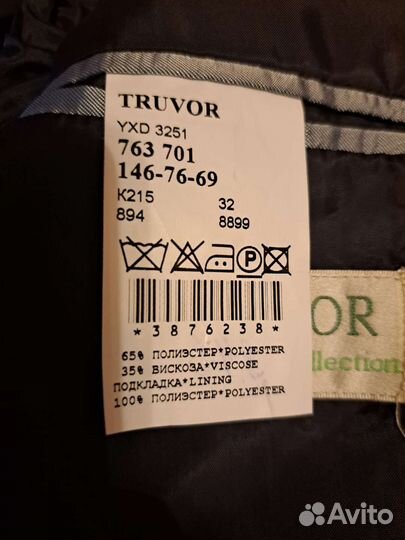 TRUVOR
YXD 3251
763 701
146-76-69
K215 32
894 8899
P
*3876238*
65% ПОЛИЭСТЕР*POLYESTER
35% ВИСКОЗА*VISCOSE
ПОДКЛАДКА*LINING
100% ПОЛИЭСТЕР*POLYESTER
OR
llection
Avito